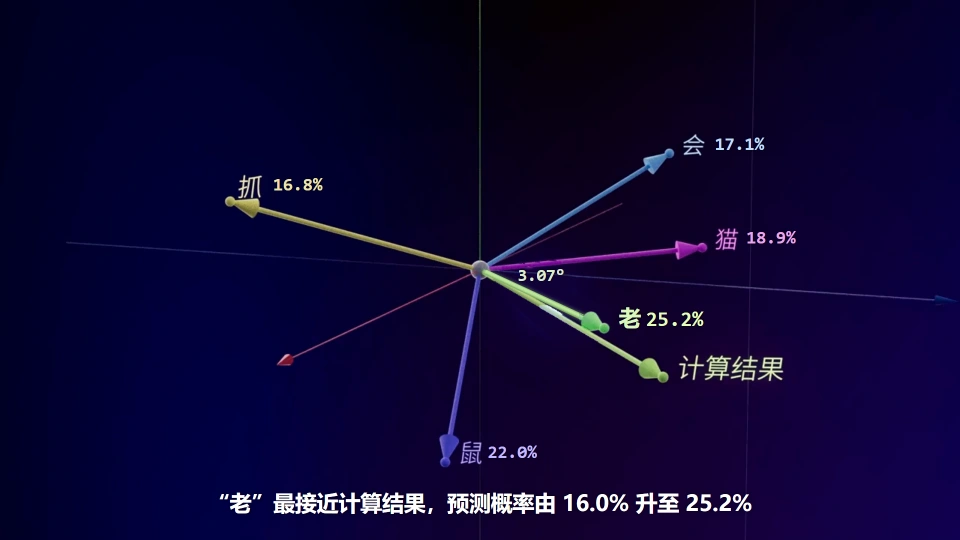 会 17.1%
抓 16.8%
猫 18.9%
3.07°
老 25.2%
计算结果
鼠 22.0%
“老”最接近计算结果，预测概率由 16.0% 升至 25.2%